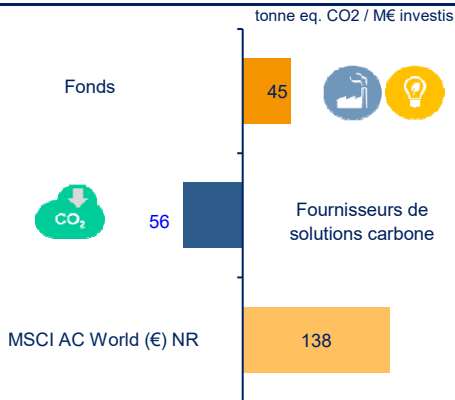 tonne eq. CO2 / M€ investis
Fonds
45
CO₂
56
Fournisseurs de
solutions carbone
MSCI AC World (€) NR
138